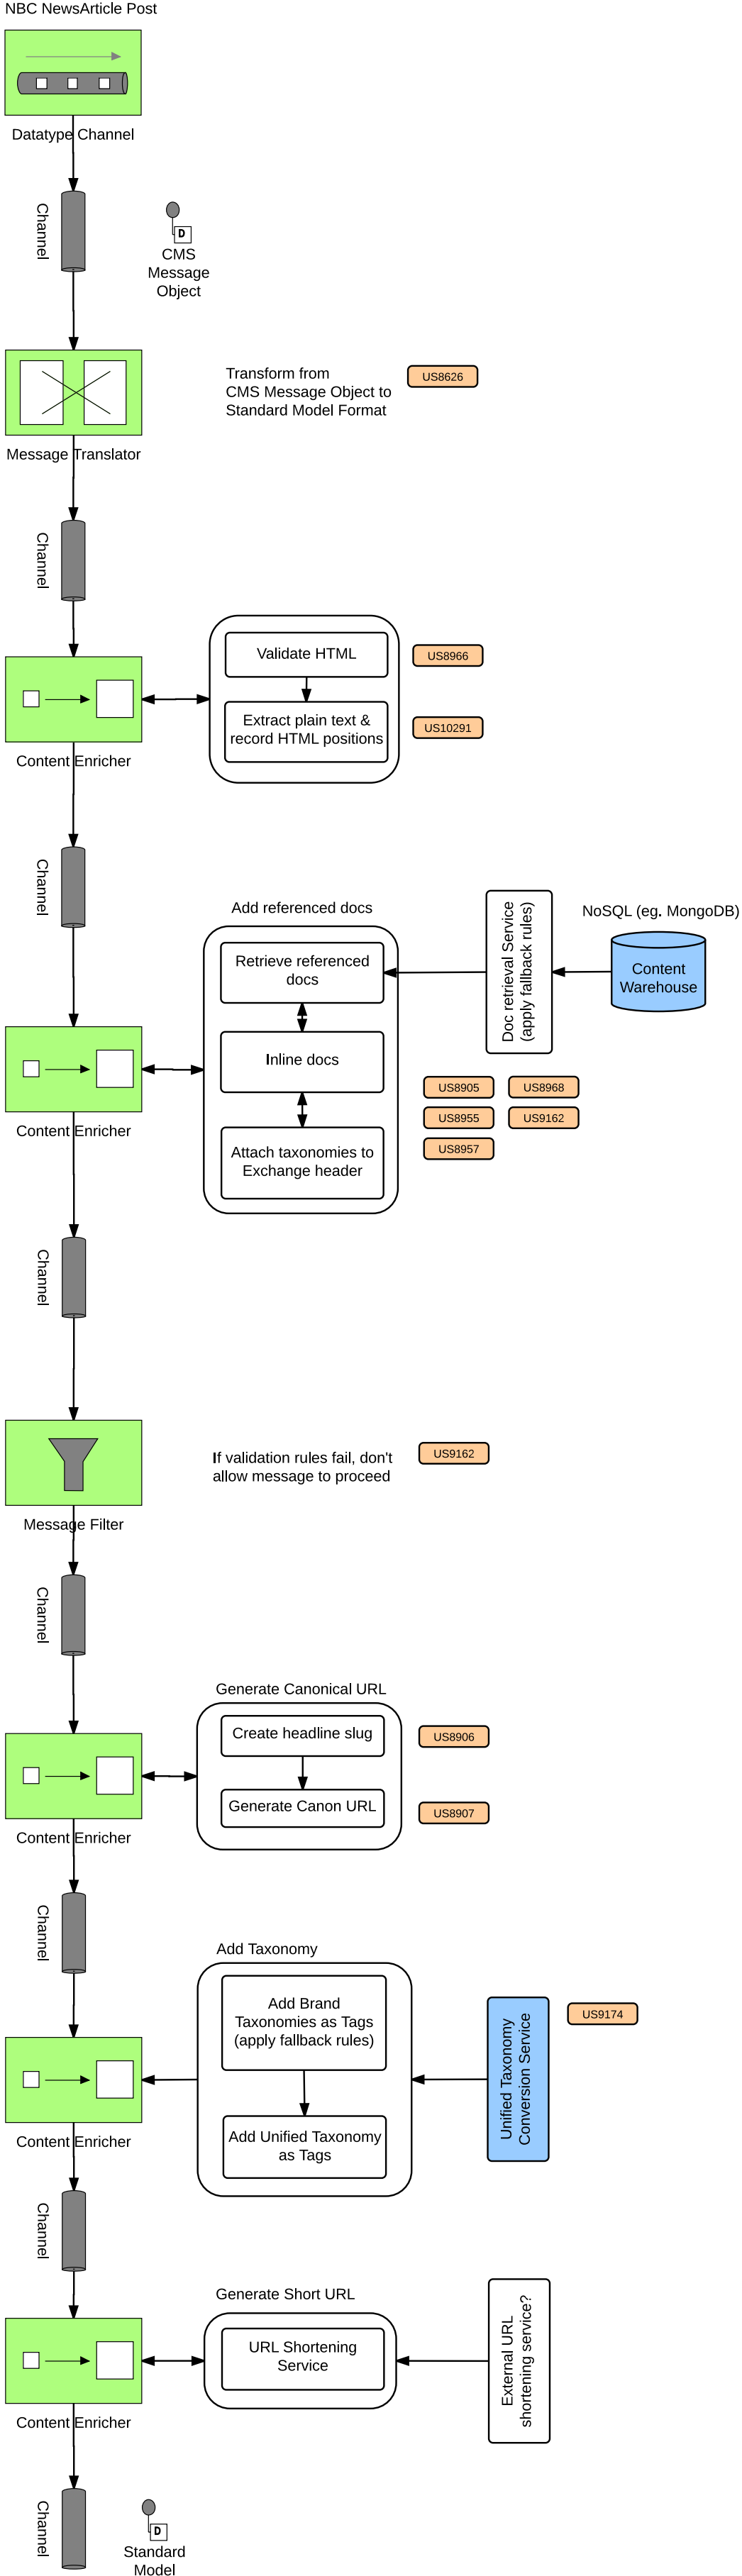 NBC NewsArticle Post
Datatype Channel
Channel
D
CMS
Message
Object
Transform from
CMS Message Object to
Standard Model Format
US8626
Message Translator
Channel
Validate HTML
US8966
Extract plain text &
record HTML positions
US10291
Content Enricher
Channel
Add referenced docs
NoSQL (eg. MongoDB)
Retrieve referenced
docs
Doc retrieval Service
(apply fallback rules)
Content
Warehouse
Inline docs
US8905
US8968
US8955
US9162
US8957
Attach taxonomies to
Exchange header
Content Enricher
Channel
If validation rules fail, don't
allow message to proceed
US9162
Message Filter
Channel
Generate Canonical URL
Create headline slug
US8906
Generate Canon URL
US8907
Content Enricher
Channel
Add Taxonomy
Add Brand
Taxonomies as Tags
(apply fallback rules)
Unified Taxonomy
Conversion Service
US9174
Add Unified Taxonomy
as Tags
Content Enricher
Channel
Generate Short URL
URL Shortening
Service
External URL
shortening service?
Content Enricher
Channel
D
Standard
Model